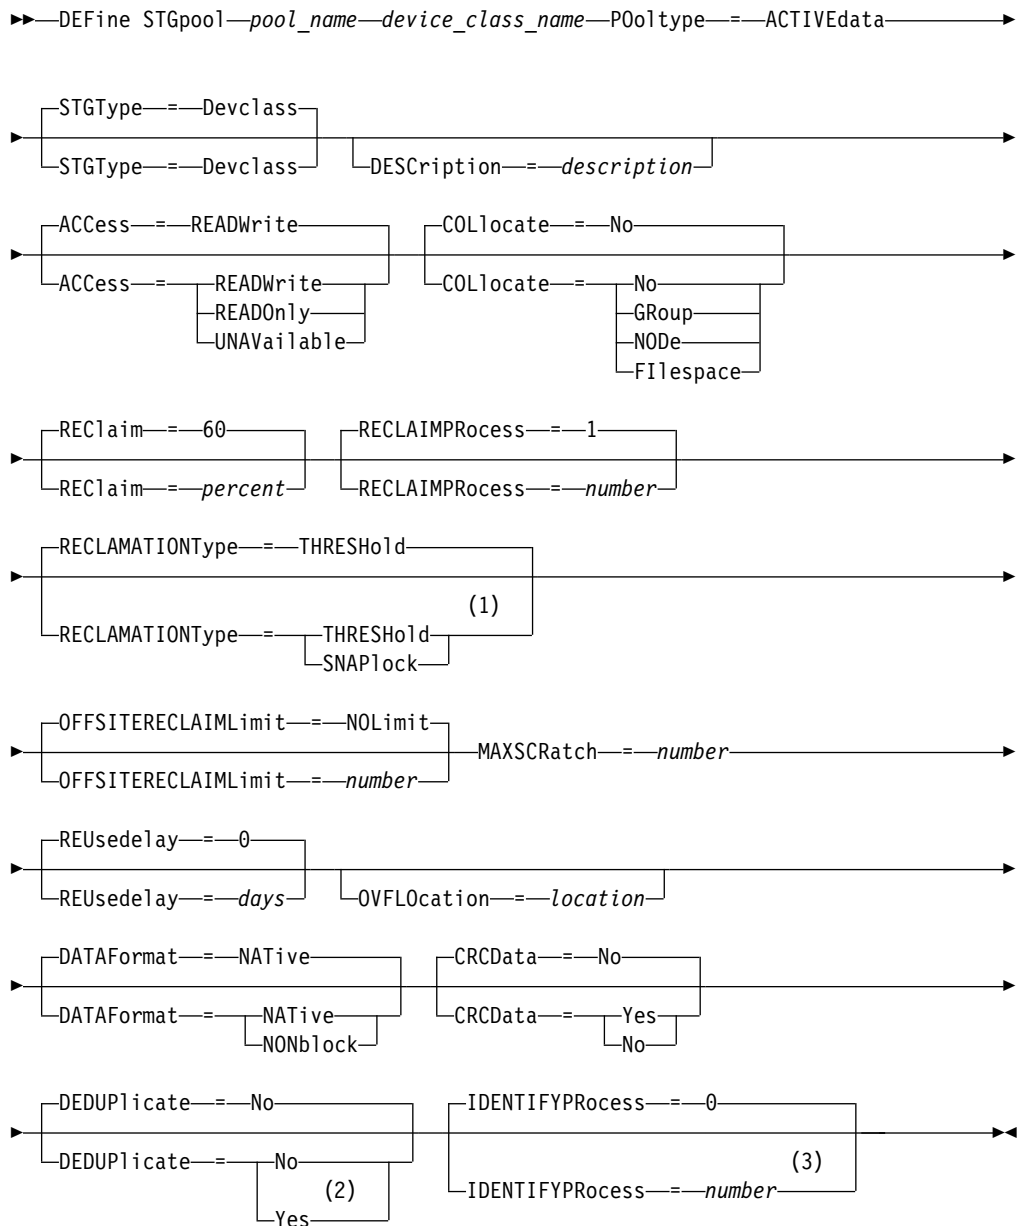 DEFine STGpool pool_name device_class_name POoltype = ACTIVEdata
STGType = Devclass
STGType = Devclass
DESCription = description
ACCess = READWrite
COLlocate = No
ACCess = READWrite
READOnly
UNAVailable
COLlocate = No
GRoup
NODe
FIlespace
REClaim = 60
RECLAIMPRocess = 1
REClaim = percent
RECLAIMPRocess = number
RECLAMATIONType = THRESHold
(1)
RECLAMATIONType = THRESHold
SNAPlock
OFFSITERECLAIMLimit = NOLimit
MAXSCRatch = number
OFFSITERECLAIMLimit = number
REUsedelay = 0
REUsedelay = days
OVFLOcation = location
DATAFormat = NATive
CRCData = No
DATAFormat = NATive
NONblock
CRCData = Yes
No
DEDUPlicate = No
IDENTIFYPRocess = 0
DEDUPlicate = No
(2)
Yes
(3)
IDENTIFYPRocess = number